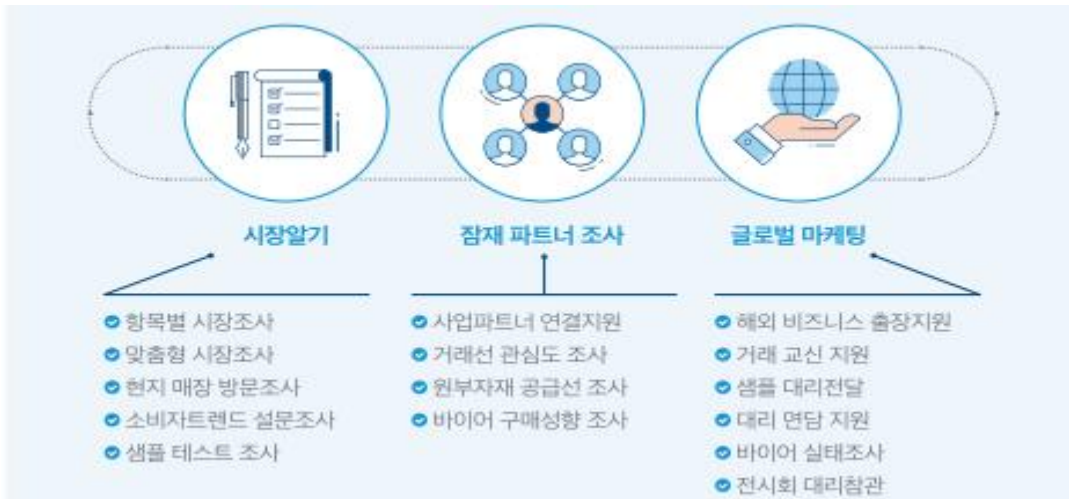 시장알기
항목별 시장조사
맞춤형 시장조사
현지 매장 방문조사
소비자트렌드 설문조사
샘플 테스트 조사
잠재 파트너 조사
사업파트너 연결지원
거래선 관심도 조사
원부자재 공급선 조사
바이어 구매성향 조사
글로벌 마케팅
해외 비즈니스 출장지원
거래 교신 지원
샘플 대리전달
대리 면담 지원
바이어 실태조사
전시회 대리참관